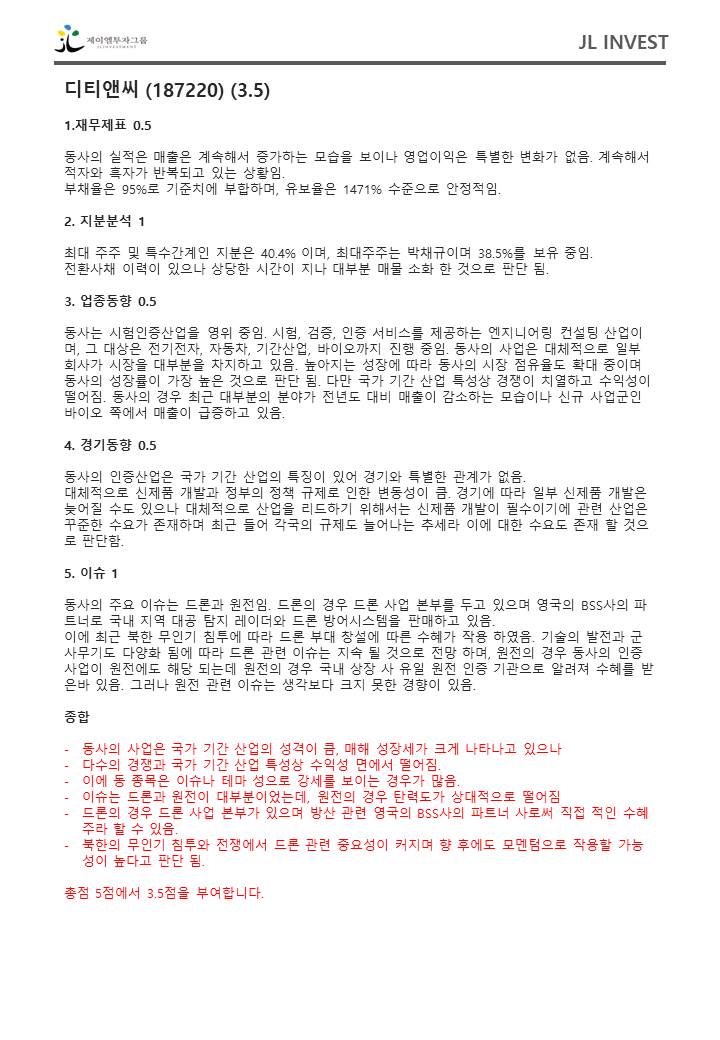 제이엘투자그룹
JL INVESTMENT
JL INVEST
디티앤씨 (187220) (3.5)
1.재무제표 0.5
동사의 실적은 매출은 계속해서 증가하는 모습을 보이나 영업이익은 특별한 변화가 없음. 계속해서
적자와 흑자가 반복되고 있는 상황임.
부채율은 95%로 기준치에 부합하며, 유보율은 1471% 수준으로 안정적임.
2. 지분분석 1
최대 주주 및 특수간계인 지분은 40.4% 이며, 최대주주는 박채규이며 38.5%를 보유 중임.
전환사채 이력이 있으나 상당한 시간이 지나 대부분 매물 소화 한 것으로 판단 됨.
3. 업종동향 0.5
동사는 시험인증산업을 영위 중임. 시험, 검증, 인증 서비스를 제공하는 엔지니어링 컨설팅 산업이
며, 그 대상은 전기전자, 자동차, 기간산업, 바이오까지 진행 중임. 동사의 사업은 대체적으로 일부
회사가 시장을 대부분을 차지하고 있음. 높아지는 성장에 따라 동사의 시장 점유율도 확대 중이며
동사의 성장률이 가장 높은 것으로 판단 됨. 다만 국가 기간 산업 특성상 경쟁이 치열하고 수익성이
떨어짐. 동사의 경우 최근 대부분의 분야가 전년도 대비 매출이 감소하는 모습이나 신규 사업군인
바이오 쪽에서 매출이 급증하고 있음.
4. 경기동향 0.5
동사의 인증산업은 국가 기간 산업의 특징이 있어 경기와 특별한 관계가 없음.
대체적으로 신제품 개발과 정부의 정책 규제로 인한 변동성이 큼. 경기에 따라 일부 신제품 개발은
늦어질 수도 있으나 대체적으로 산업을 리드하기 위해서는 신제품 개발이 필수이기에 관련 산업은
꾸준한 수요가 존재하며 최근 들어 각국의 규제도 늘어나는 추세라 이에 대한 수요도 존재 할 것으
로 판단함.
5. 이슈 1
동사의 주요 이슈는 드론과 원전임. 드론의 경우 드론 사업 본부를 두고 있으며 영국의 BSS사의 파
트너로 국내 지역 대공 탐지 레이더와 드론 방어시스템을 판매하고 있음.
이에 최근 북한 무인기 침투에 따라 드론 부대 창설에 따른 수혜가 작용 하였음. 기술의 발전과 군
사무기도 다양화 됨에 따라 드론 관련 이슈는 지속 될 것으로 전망 하며, 원전의 경우 동사의 인증
사업이 원전에도 해당 되는데 원전의 경우 국내 상장 사 유일 원전 인증 기관으로 알려져 수혜를 받
은바 있음. 그러나 원전 관련 이슈는 생각보다 크지 못한 경향이 있음.
종합
- 동사의 사업은 국가 기간 산업의 성격이 큼, 매해 성장세가 크게 나타나고 있으나
- 다수의 경쟁과 국가 기간 산업 특성상 수익성 면에서 떨어짐.
- 이에 동 종목은 이슈나 테마 성으로 강세를 보이는 경우가 많음.
- 이슈는 드론과 원전이 대부분이었는데, 원전의 경우 탄력도가 상대적으로 떨어짐
- 드론의 경우 드론 사업 본부가 있으며 방산 관련 영국의 BSS사의 파트너 사로써 직접 적인 수혜
주라 할 수 있음.
- 북한의 무인기 침투와 전쟁에서 드론 관련 중요성이 커지며 향 후에도 모멘텀으로 작용할 가능
성이 높다고 판단 됨.
총점 5점에서 3.5점을 부여합니다.